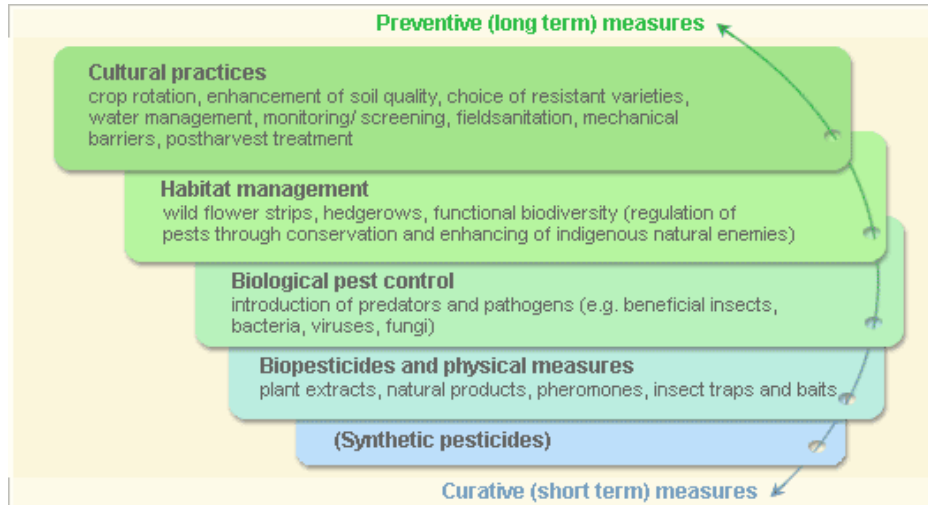 Preventive (long term) measures
Cultural practices
crop rotation, enhancement of soil quality, choice of resistant varieties,
water management, monitoring/ screening, fieldsanitation, mechanical
barriers, postharvest treatment
Habitat management
wild flower strips, hedgerows, functional biodiversity (regulation of
pests through conservation and enhancing of indigenous natural enemies)
Biological pest control
introduction of predators and pathogens (e.g. beneficial insects,
bacteria, viruses, fungi)
Biopesticides and physical measures
plant extracts, natural products, pheromones, insect traps and baits
(Synthetic pesticides)
Curative (short term) measures